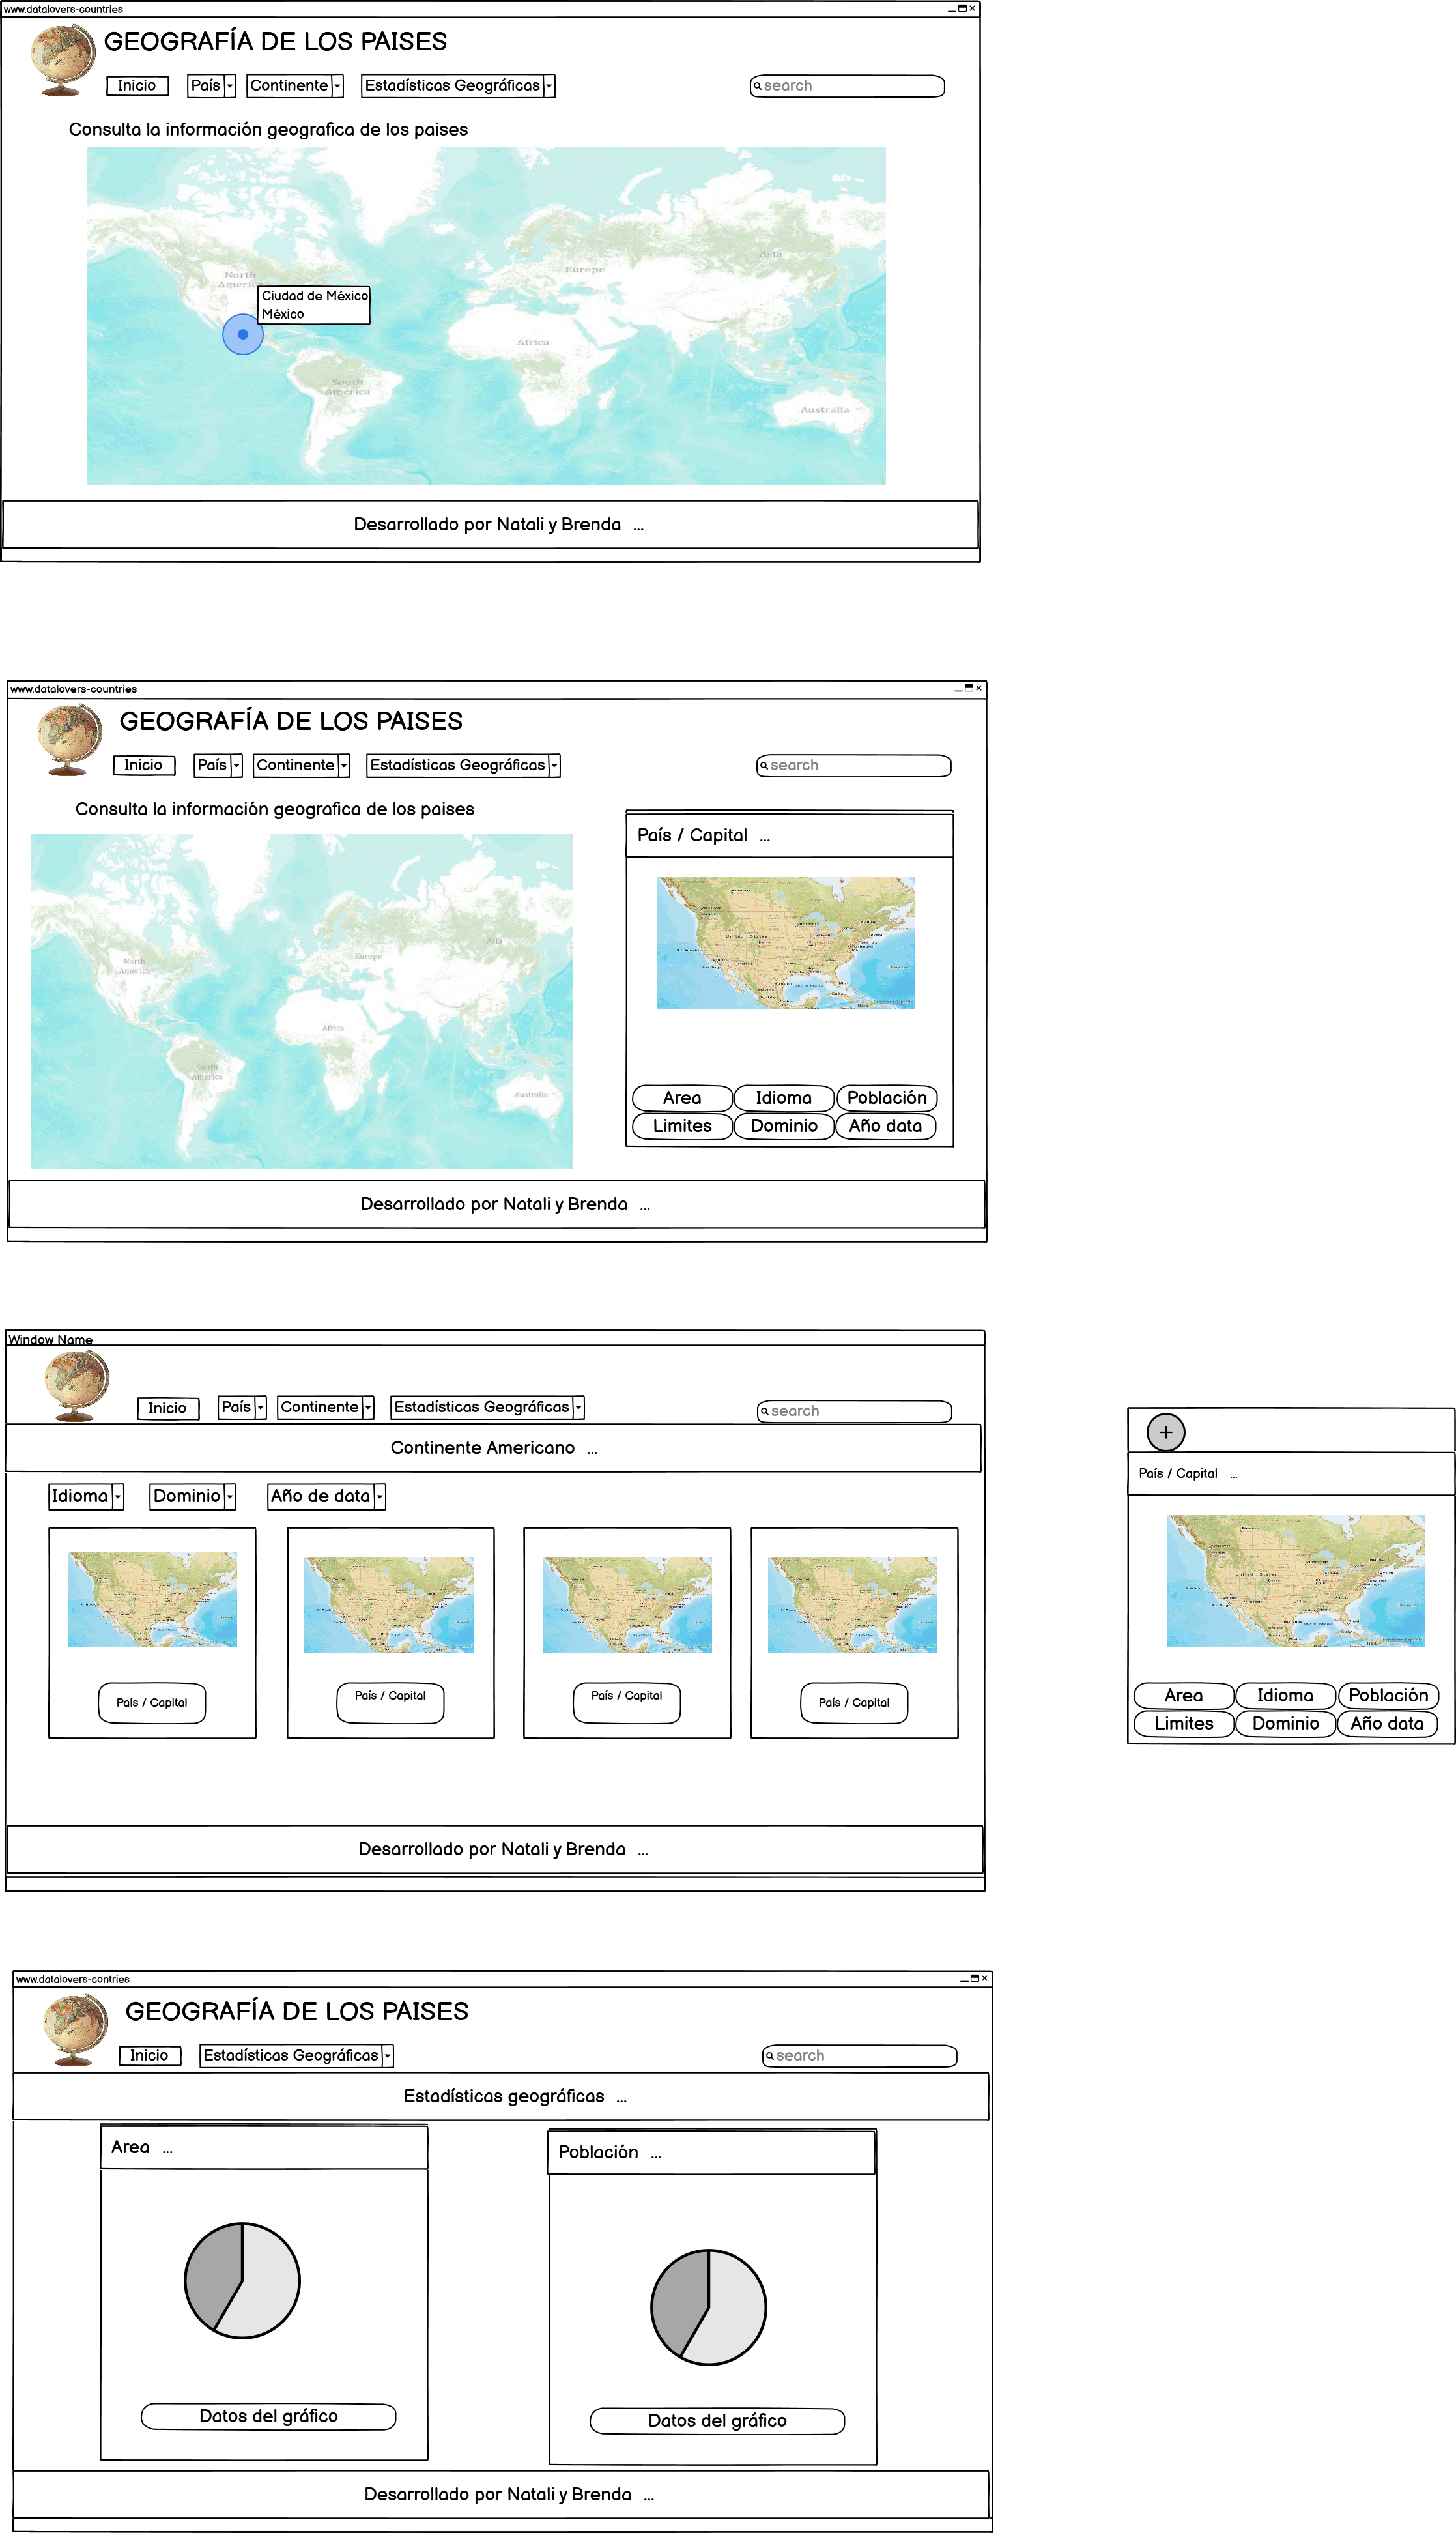 www.datalovers-countries
GEOGRAFÍA DE LOS PAISES
Inicio País Continente Estadísticas Geográficas search
Consulta la información geografica de los paises
North
America
Europe
Asia
Ciudad de México
México
Africa
South
America
Australia
Desarrollado por Natali y Brenda ...
www.datalovers-countries
GEOGRAFÍA DE LOS PAISES
Inicio País Continente Estadísticas Geográficas search
Consulta la información geografica de los paises
North
America
Europe
Asia
Africa
South
America
Australia
País / Capital ...
United States
Area Idioma Población
Limites Dominio Año data
Desarrollado por Natali y Brenda ...
Window Name
Inicio País Continente Estadísticas Geográficas search
Continente Americano ...
Idioma Dominio Año de data
País / Capital País / Capital País / Capital País / Capital
Desarrollado por Natali y Brenda ...
País / Capital ...
United States
Area Idioma Población
Limites Dominio Año data
www.datalovers-contries
GEOGRAFÍA DE LOS PAISES
Inicio Estadísticas Geográficas search
Estadísticas geográficas ...
Area ...
Población ...
Datos del gráfico
Datos del gráfico
Desarrollado por Natali y Brenda ...